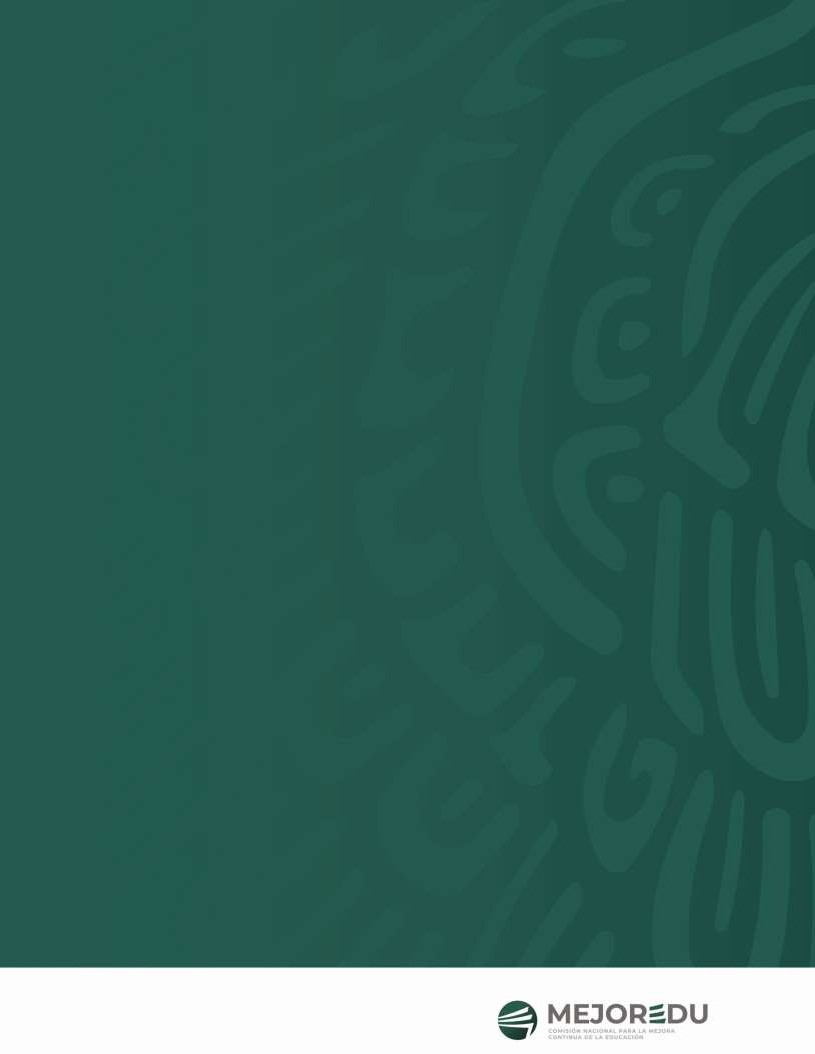 MEJOREDU
COMISIÓN NACIONAL PARA LA MEJORA
CONTINUA DE LA EDUCACIÓN